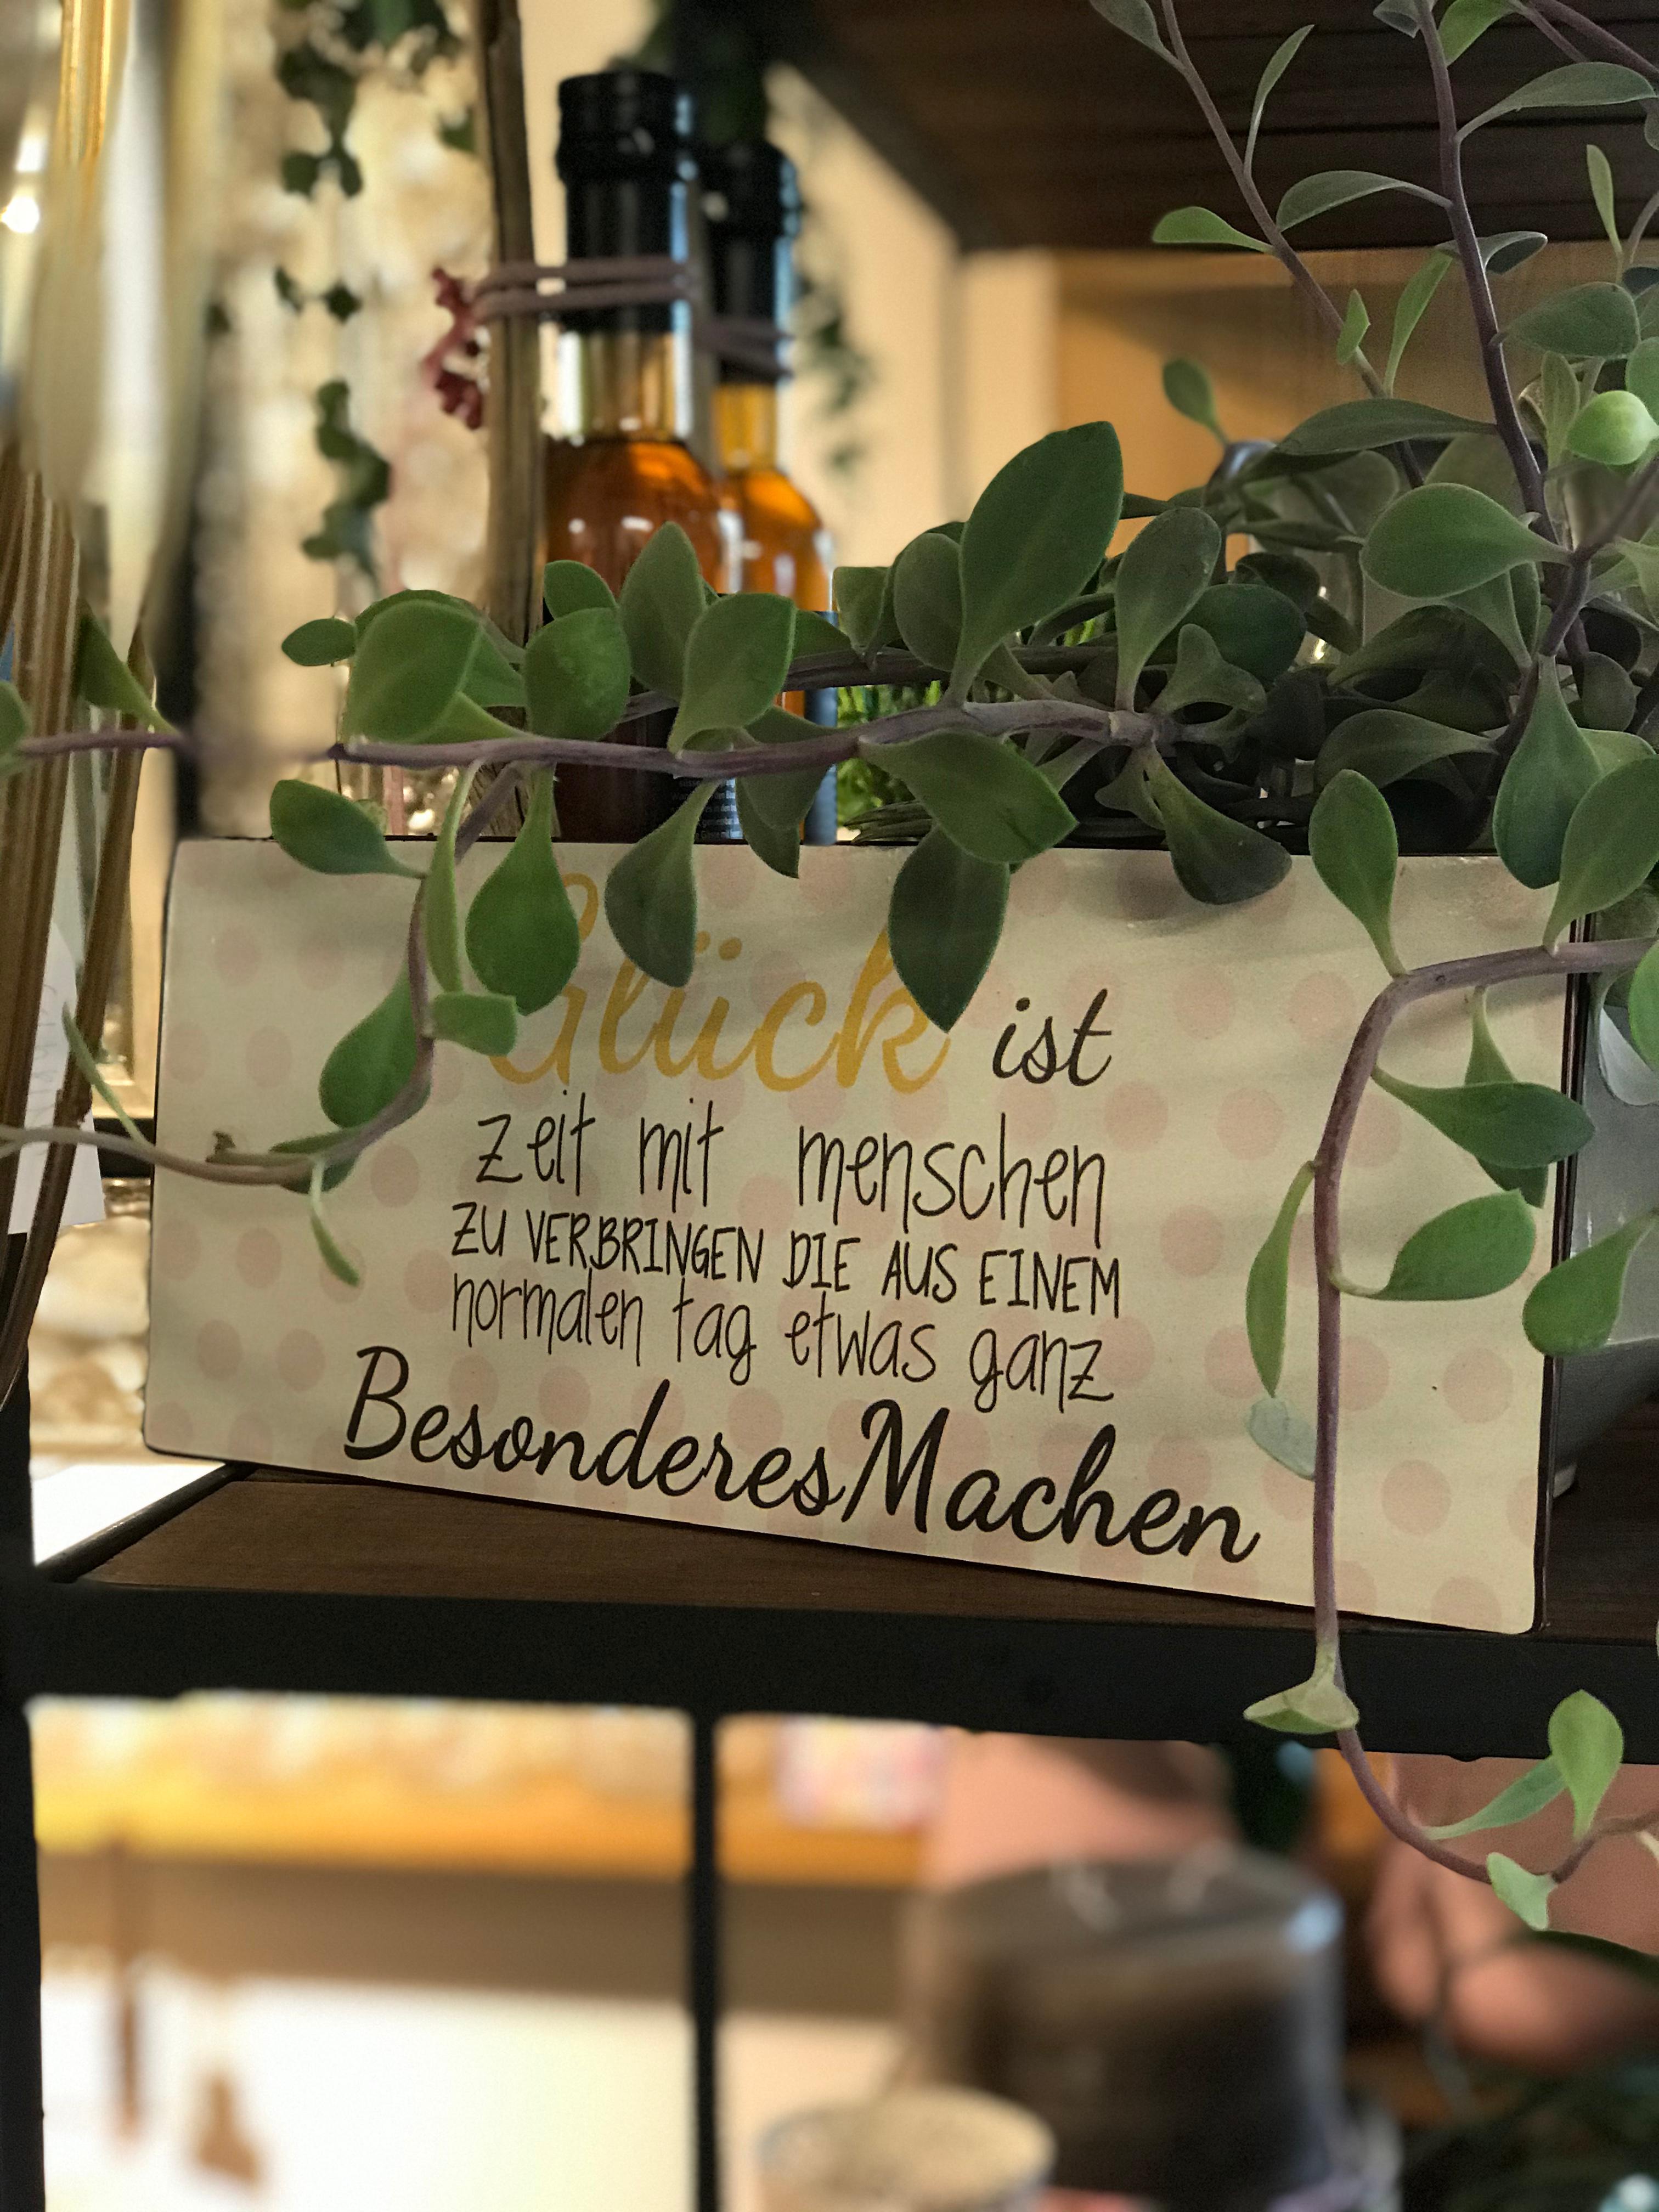 Glück ist
zeit mit menschen
ZU VERBRINGEN DIE AUS EINEM
normalen tag etwas ganz
BesonderesMachen